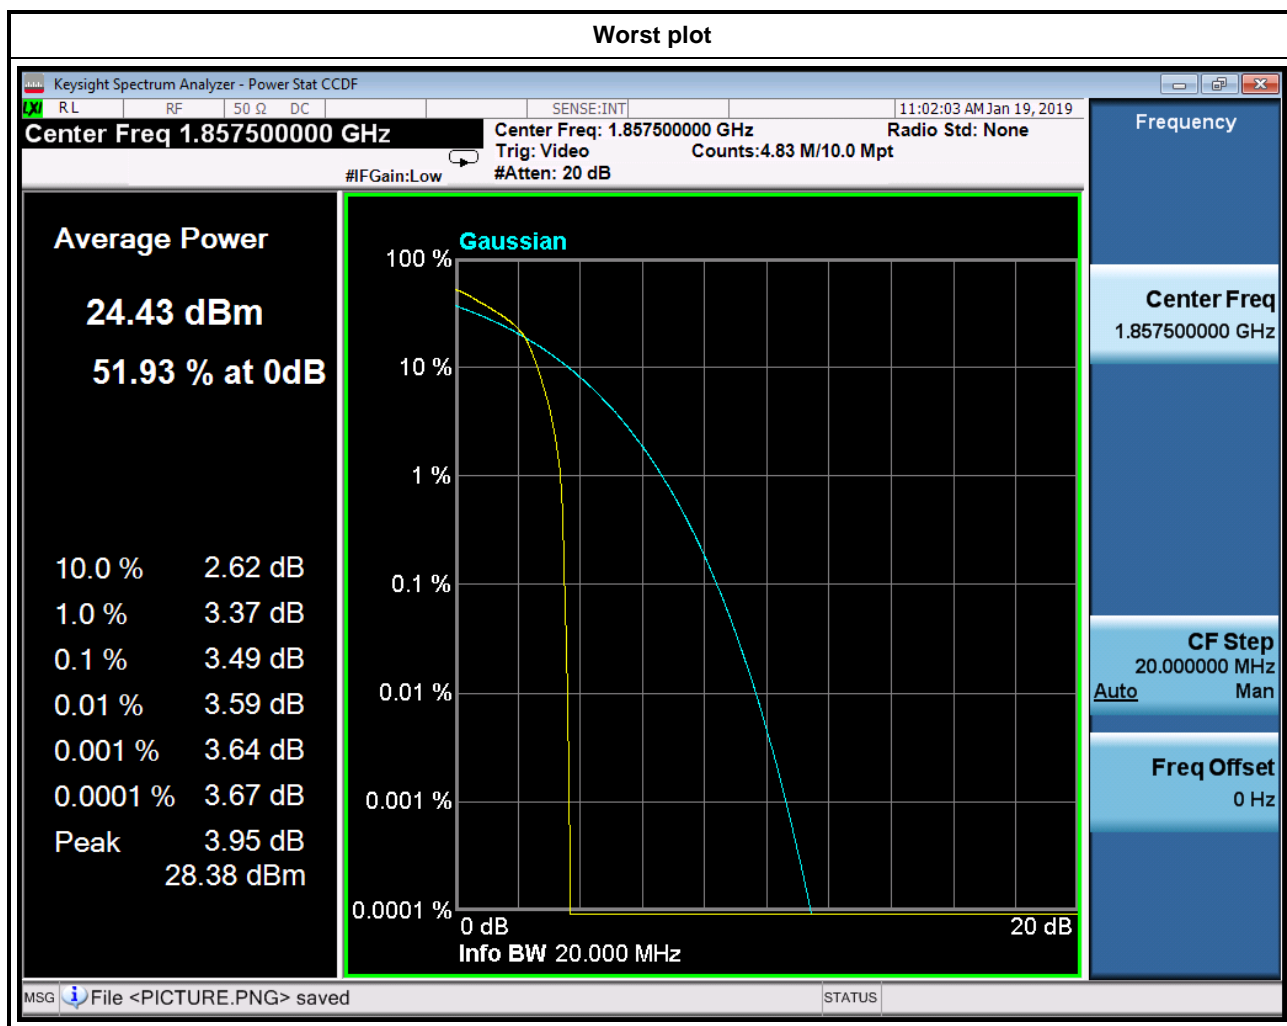 Worst plot
Keysight Spectrum Analyzer - Power Stat CCDF
LXI RL RF 50 Ω DC SENSE:INT 11:02:03 AM Jan 19, 2019
Center Freq 1.857500000 GHz
Center Freq: 1.857500000 GHz Radio Std: None
Trig: Video Counts:4.83 M/10.0 Mpt
#IFGain:Low #Atten: 20 dB
Average Power
24.43 dBm
51.93 % at 0dB
10.0 % 2.62 dB
1.0 % 3.37 dB
0.1 % 3.49 dB
0.01 % 3.59 dB
0.001 % 3.64 dB
0.0001 % 3.67 dB
Peak 3.95 dB
28.38 dBm
Gaussian
100 %
10 %
1 %
0.1 %
0.01 %
0.001 %
0.0001 %
0 dB 20 dB
Info BW 20.000 MHz
Frequency
Center Freq
1.857500000 GHz
CF Step
20.000000 MHz
Auto Man
Freq Offset
0 Hz
MSG File <PICTURE.PNG> saved STATUS